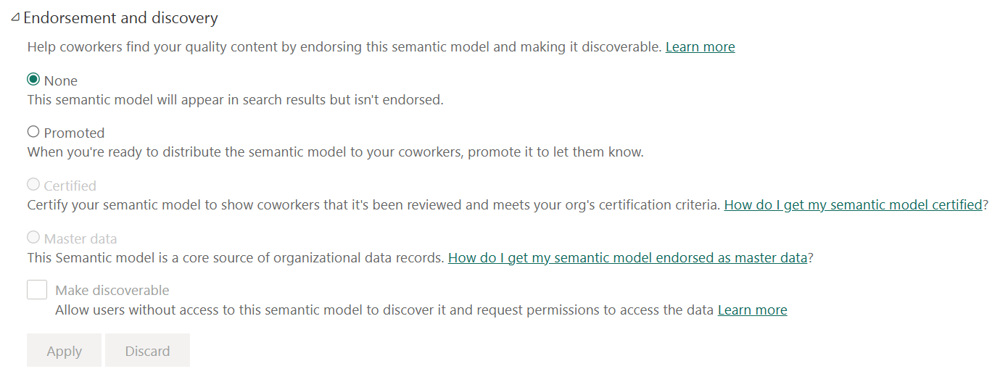 Endorsement and discovery
Help coworkers find your quality content by endorsing this semantic model and making it discoverable. Learn more
None
This semantic model will appear in search results but isn't endorsed.
Promoted
When you're ready to distribute the semantic model to your coworkers, promote it to let them know.
Certified
Certify your semantic model to show coworkers that it's been reviewed and meets your org's certification criteria. How do I get my semantic model certified?
Master data
This Semantic model is a core source of organizational data records. How do I get my semantic model endorsed as master data?
Make discoverable
Allow users without access to this semantic model to discover it and request permissions to access the data Learn more
Apply Discard